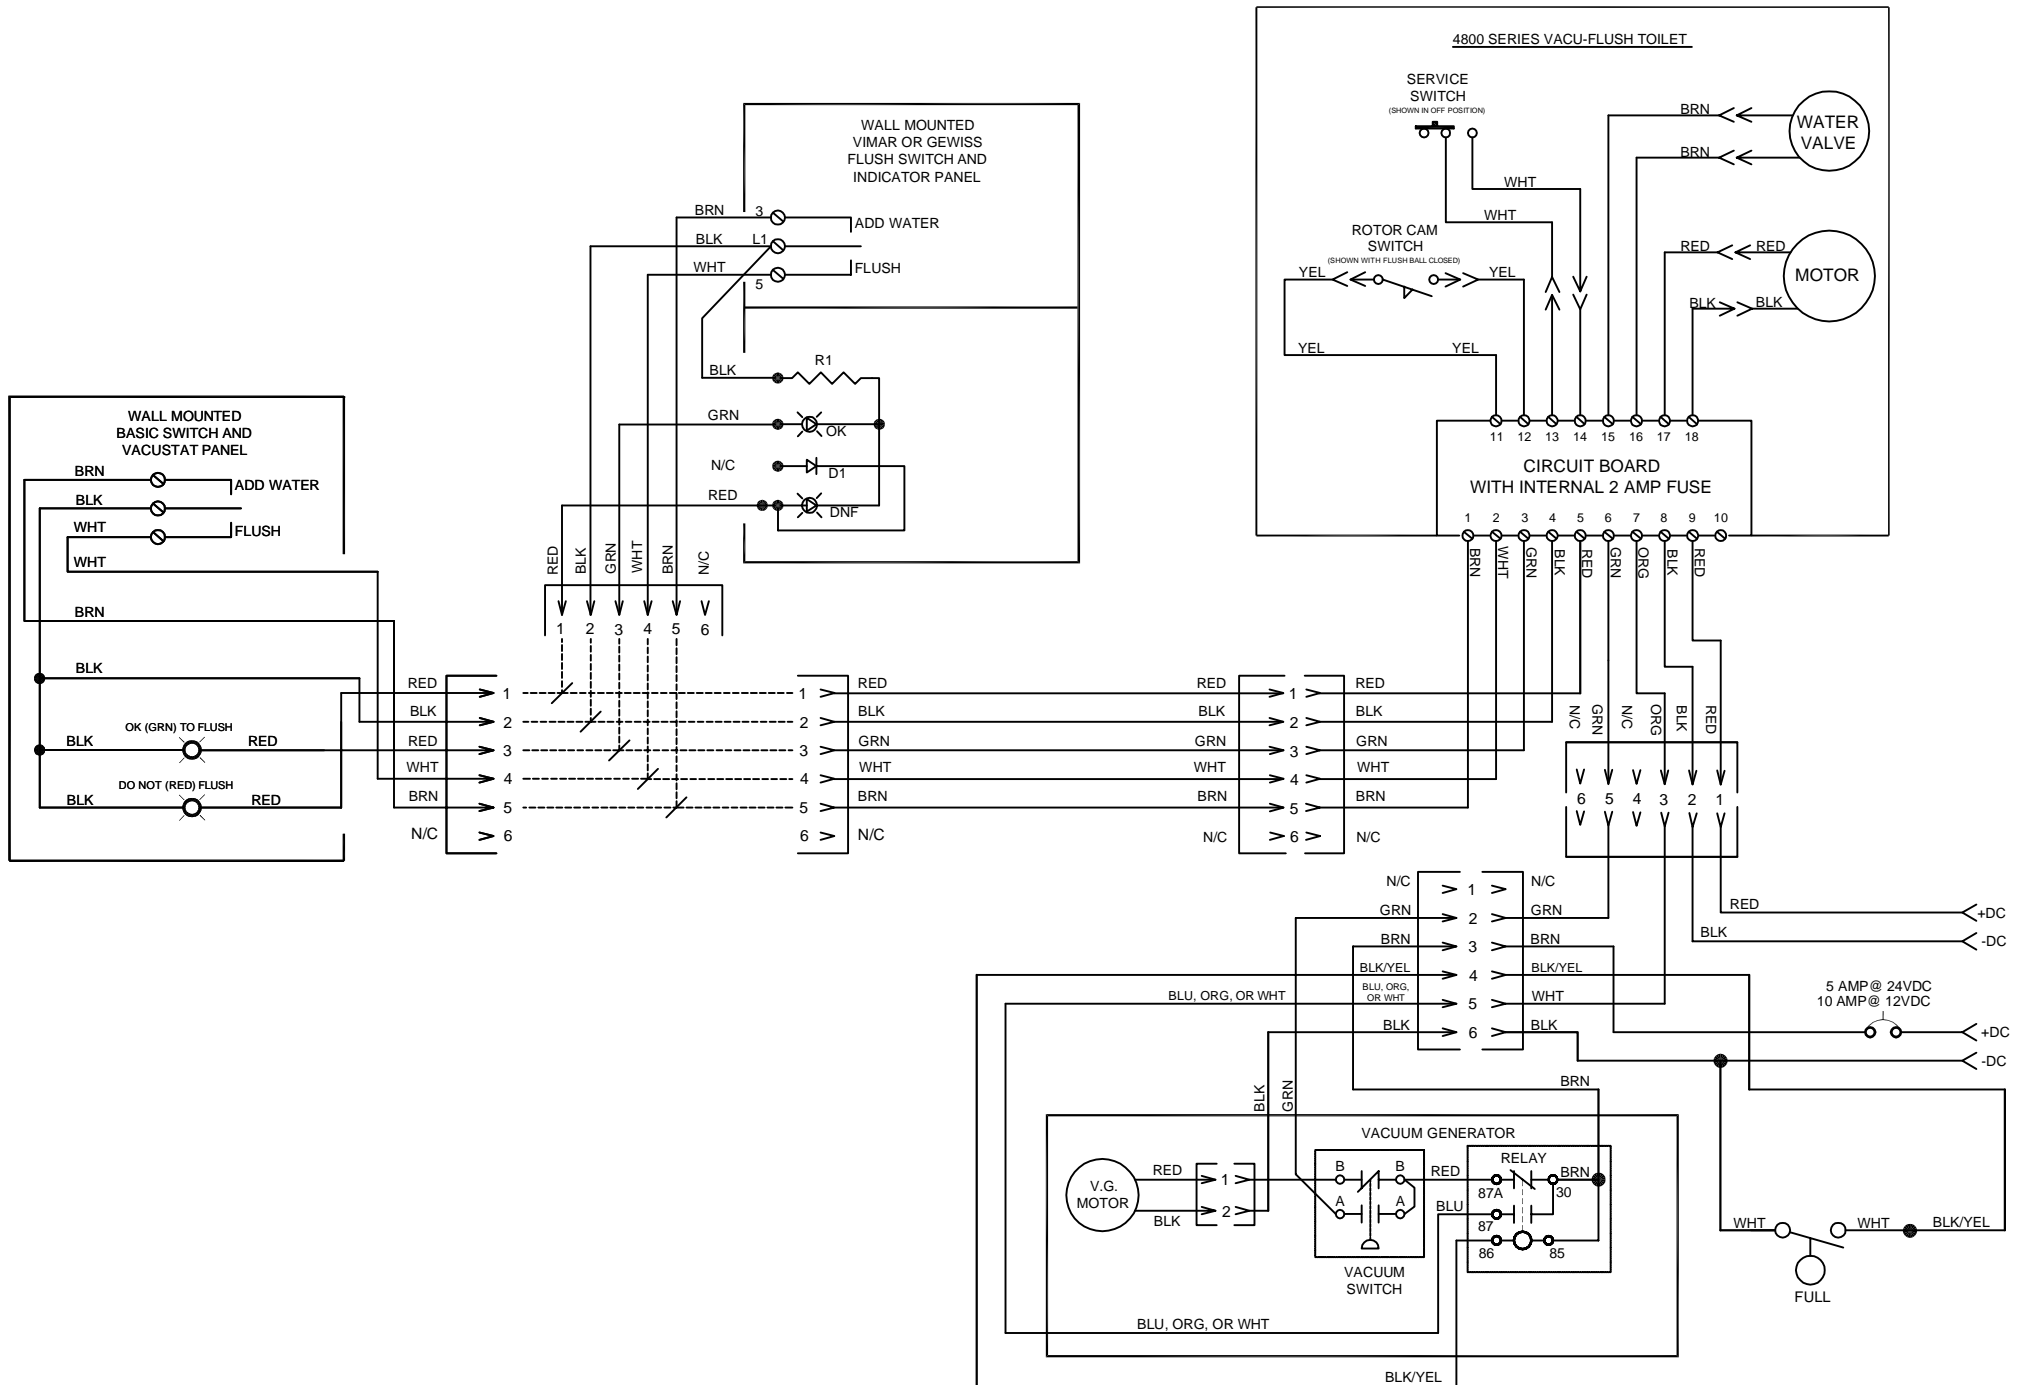 4800 SERIES VACU-FLUSH TOILET
SERVICE
SWITCH
(SHOWN IN OFF POSITION)
BRN
WATER
VALVE
BRN
WHT
WHT
ROTOR CAM
SWITCH
(SHOWN WITH FLUSH BALL CLOSED)
YEL
YEL
RED
RED
MOTOR
BLK
BLK
YEL
YEL
11 12 13 14 15 16 17 18
CIRCUIT BOARD
WITH INTERNAL 2 AMP FUSE
1 2 3 4 5 6 7 8 9 10
BRN
WHT
GRN
BLK
RED
GRN
ORG
BLK
RED
WALL MOUNTED
VIMAR OR GEWISS
FLUSH SWITCH AND
INDICATOR PANEL
BRN
3
ADD WATER
BLK
L1
WHT
5
FLUSH
BLK
R1
GRN
OK
N/C
D1
RED
DNF
RED
BLK
GRN
WHT
BRN
N/C
1 2 3 4 5 6
WALL MOUNTED
BASIC SWITCH AND
VACUSTAT PANEL
BRN
ADD WATER
BLK
WHT
FLUSH
WHT
BRN
BLK
OK (GRN) TO FLUSH
BLK
RED
DO NOT (RED) FLUSH
BLK
RED
RED 1 1 RED RED 1 RED
BLK 2 2 BLK BLK 2 BLK
RED 3 3 GRN GRN 3 GRN
WHT 4 4 WHT WHT 4 WHT
BRN 5 5 BRN BRN 5 BRN
N/C 6 6 N/C N/C 6 N/C
N/C
GRN
N/C
ORG
BLK
RED
6 5 4 3 2 1
N/C 1 N/C
GRN 2 GRN
BRN 3 BRN
BLK/YEL 4 BLK/YEL
BLU, ORG, OR WHT
BLU, ORG,
OR WHT
5 WHT
BLK 6 BLK
RED
+DC
BLK
-DC
5 AMP@ 24VDC
10 AMP@ 12VDC
+DC
-DC
BRN
BLK
GRN
VACUUM GENERATOR
V.G.
MOTOR
RED
1
BLK
2
B B
A A
VACUUM
SWITCH
RED
BLU
RELAY
87A
BRN
30
87
86
85
BLU, ORG, OR WHT
BLK/YEL
WHT
WHT
BLK/YEL
FULL